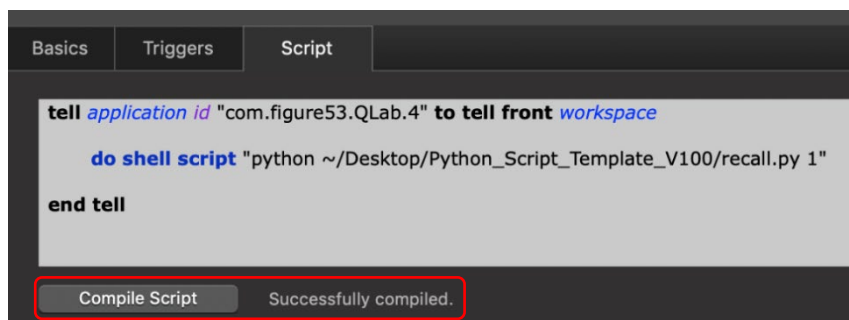 Basics Triggers Script
tell application id "com.figure53.QLab.4" to tell front workspace
do shell script "python ~/Desktop/Python_Script_Template_V100/recall.py 1"
end tell
Compile Script Successfully compiled.